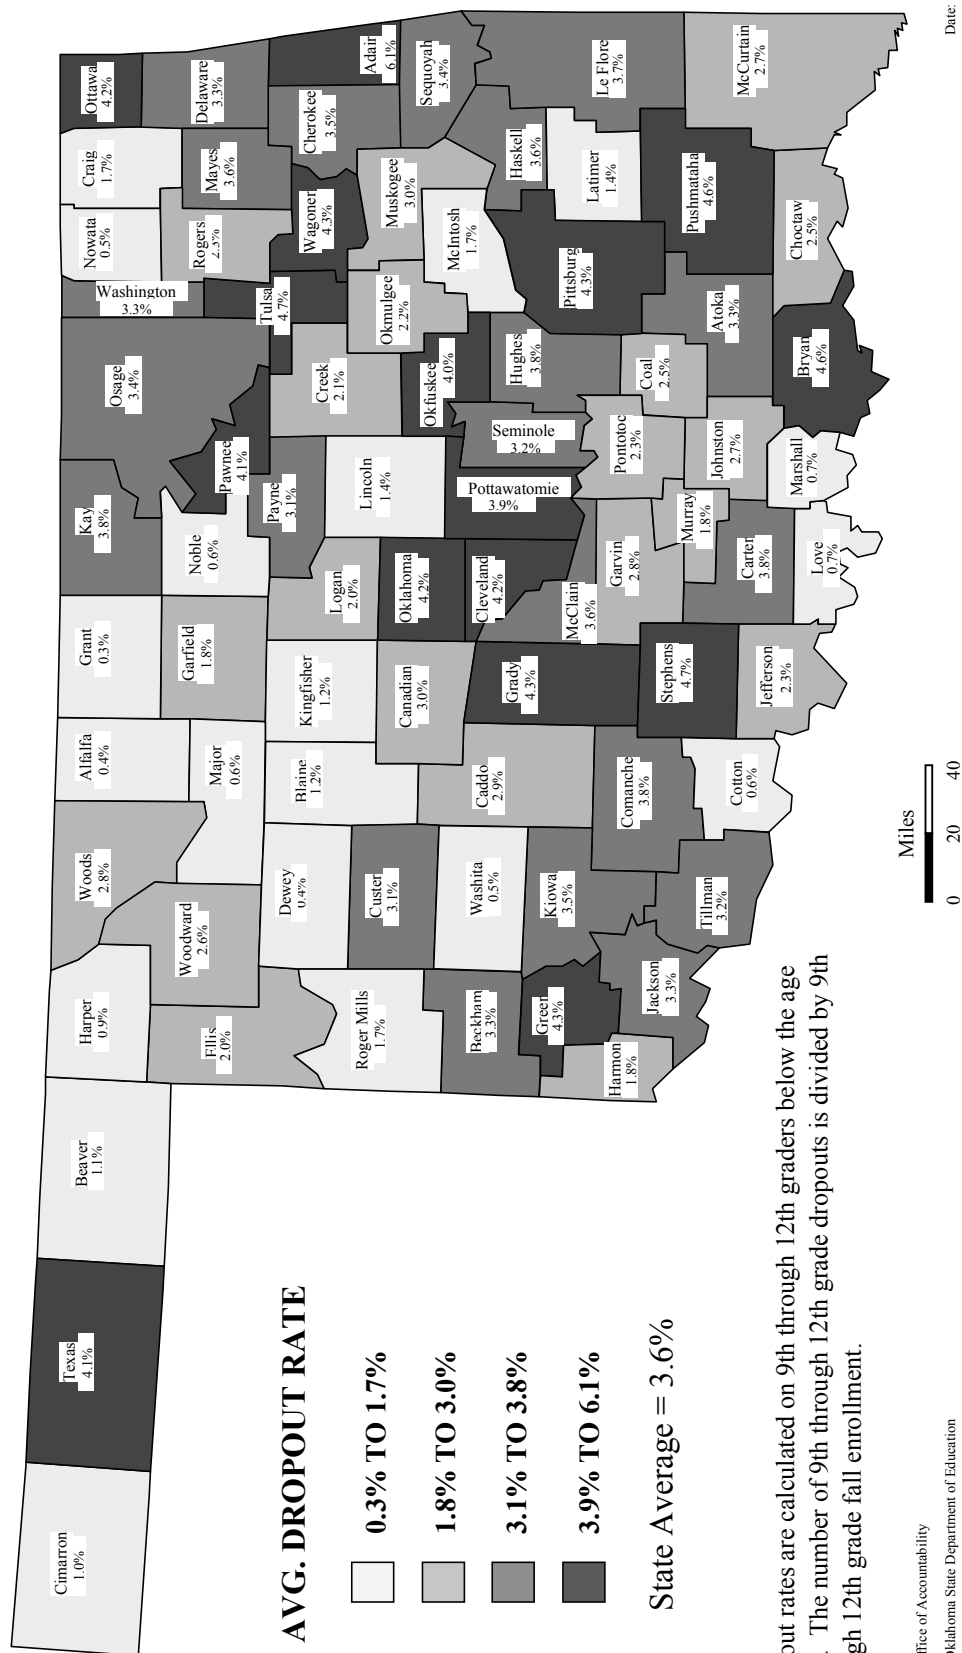 Cimarron
1.0%
Texas
4.1%
Beaver
1.1%
Harper
0.9%
Woods
2.8%
Alfalfa
0.4%
Grant
0.3%
Kay
3.8%
Osage
3.4%
Washington
3.3%
Nowata
0.5%
Craig
1.7%
Ottawa
4.2%
Ellis
2.0%
Woodward
2.6%
Major
0.6%
Garfield
1.8%
Noble
0.6%
Pawnee
4.1%
Rogers
2.3%
Mayes
3.6%
Delaware
3.3%
Roger Mills
1.7%
Dewey
0.4%
Blaine
1.2%
Kingfisher
1.2%
Logan
2.0%
Payne
3.1%
Creek
2.1%
Tulsa
4.7%
Wagoner
4.3%
Cherokee
3.5%
Adair
6.1%
Custer
3.1%
Canadian
3.0%
Oklahoma
4.2%
Lincoln
1.4%
Okfuskee
4.0%
Okmulgee
2.2%
Muskogee
3.0%
Sequoyah
3.4%
Beckham
3.3%
Washita
0.5%
Caddo
2.9%
Grady
4.3%
Cleveland
4.2%
Pottawatomie
3.9%
Seminole
3.2%
Hughes
3.8%
McIntosh
1.7%
Haskell
3.6%
Greer
4.3%
Kiowa
3.5%
McClain
3.6%
Pittsburg
4.3%
Latimer
1.4%
Le Flore
3.7%
Harmon
1.8%
Jackson
3.3%
Comanche
3.8%
Stephens
4.7%
Garvin
2.8%
Pontotoc
2.3%
Coal
2.5%
Tillman
3.2%
Cotton
0.6%
Jefferson
2.3%
Carter
3.8%
Murray
1.8%
Johnston
2.7%
Atoka
3.3%
Pushmataha
4.6%
McCurtain
2.7%
Love
0.7%
Marshall
0.7%
Bryan
4.6%
Choctaw
2.5%
AVG. DROPOUT RATE
0.3% TO 1.7%
1.8% TO 3.0%
3.1% TO 3.8%
3.9% TO 6.1%
State Average = 3.6%
out rates are calculated on 9th through 12th graders below the age
. The number of 9th through 12th grade dropouts is divided by 9th
gh 12th grade fall enrollment.
Miles
0 20 40
ffice of Accountability
klahoma State Department of Education
Date: